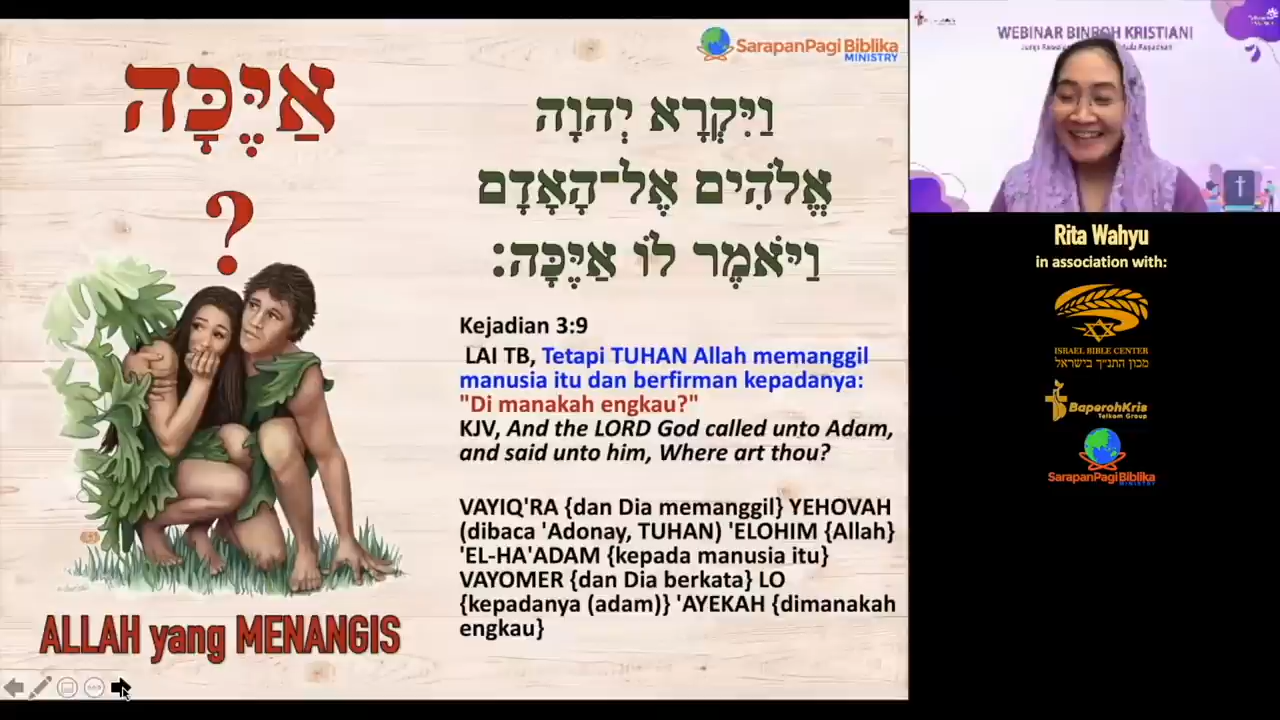 אַיֶּכָּה
?
ALLAH yang MENANGIS
SarapanPagi Biblika
MINISTRY
וַיִּקְרָא יְהוָה
אֱלֹהִים אֶל־הָאָדָם
וַיֹּאמֶר לוֹ אַיֶּכָּה׃
Kejadian 3:9
LAI TB, Tetapi TUHAN Allah memanggil
manusia itu dan berfirman kepadanya:
"Di manakah engkau?"
KJV, And the LORD God called unto Adam,
and said unto him, Where art thou?
VAYIQ'RA {dan Dia memanggil} YEHOVAH
(dibaca 'Adonay, TUHAN) 'ELOHIM {Allah}
'EL-HA'ADAM {kepada manusia itu}
VAYOMER {dan Dia berkata} LO
{kepadanya (adam)} 'AYEKAH {dimanakah
engkau}
WEBINAR BINROH KRISTIANI
Rita Wahyu
in association with:
ISRAEL BIBLE CENTER
מכון התנ״ך בישראל
BaperohKris
Telkom Group
SarapanPagi Biblika
MINISTRY